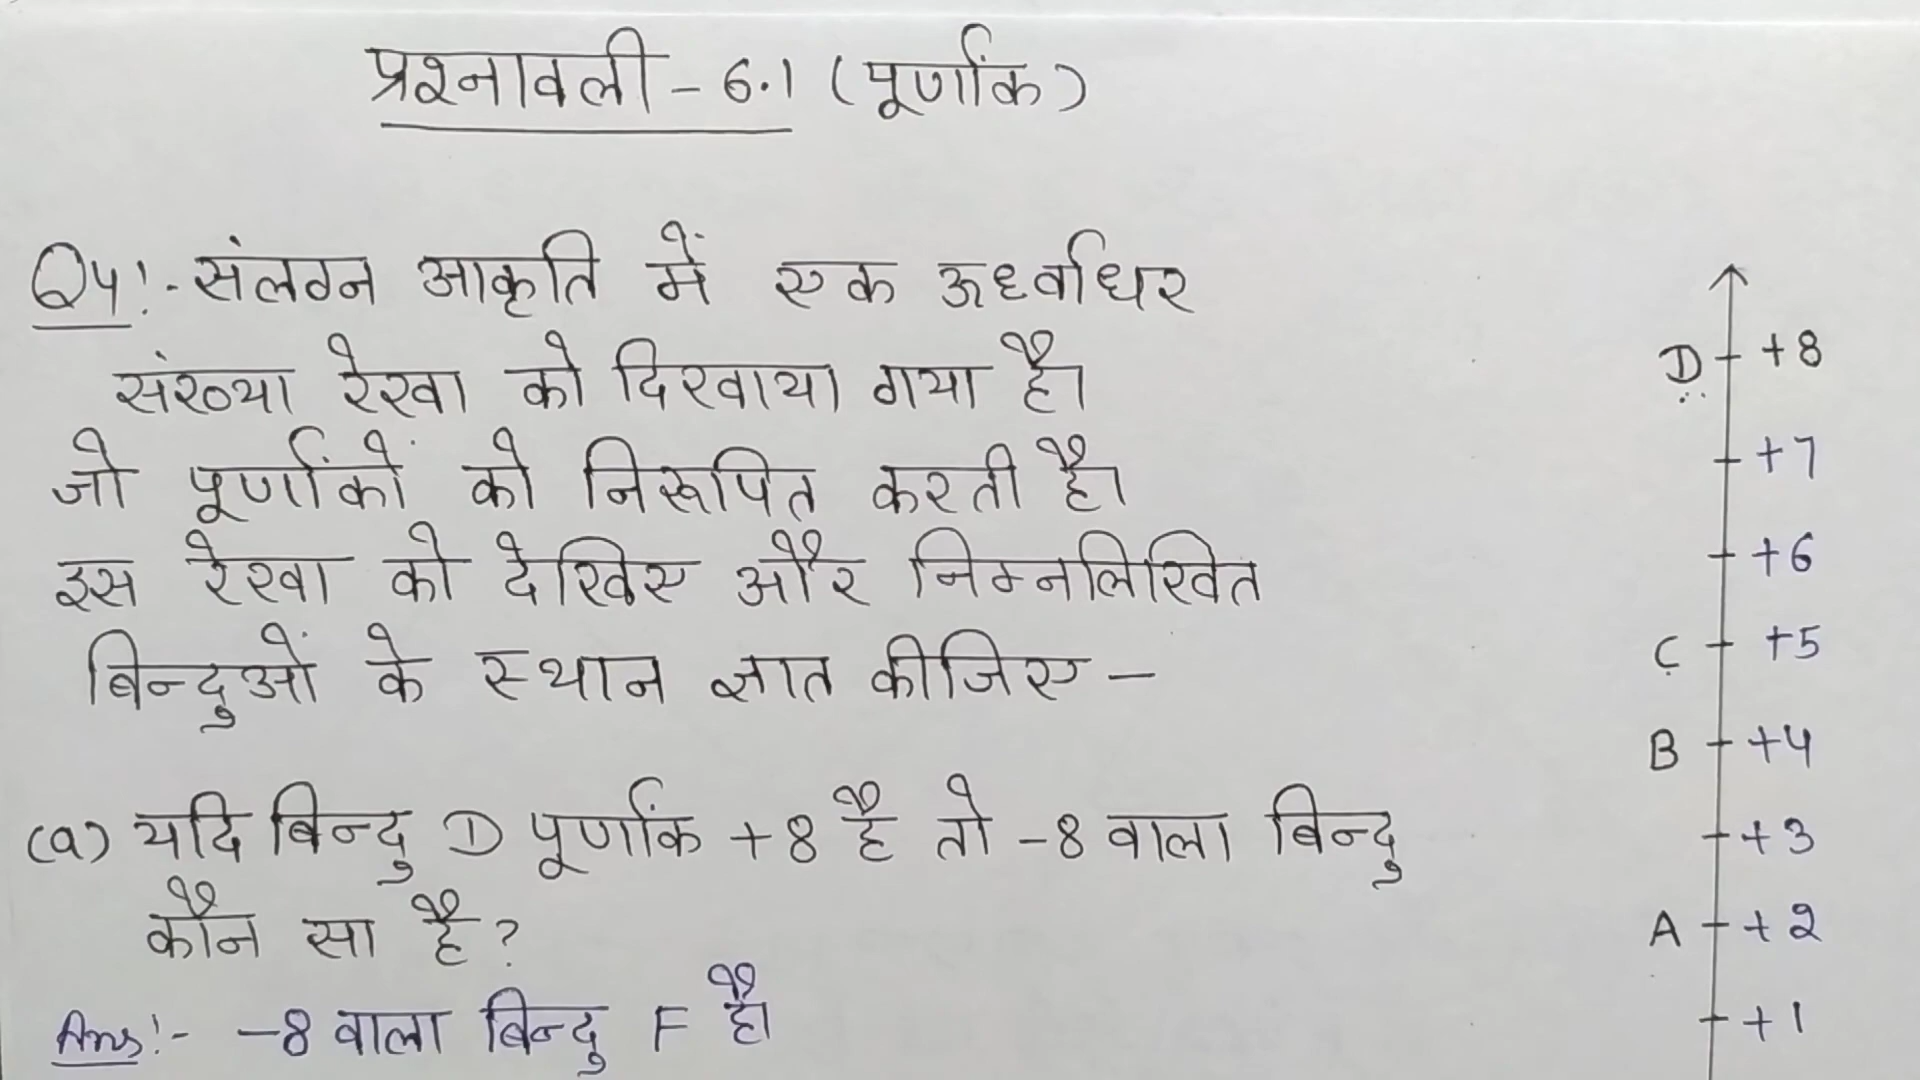 प्रश्नावली - 6.1 (पूर्णांक)
Q4:- संलग्न आकृति में एक ऊर्ध्वाधर
संख्या रेखा को दिखाया गया है।
जो पूर्णांकों को निरूपित करती है।
इस रेखा को देखिए और निम्नलिखित
बिन्दुओं के स्थान ज्ञात कीजिए -
(a) यदि बिन्दु D पूर्णांक +8 है तो -8 वाला बिन्दु
कौन सा है?
Ans:- -8 वाला बिन्दु F है।
D +8
+7
+6
C +5
B +4
+3
A +2
+1